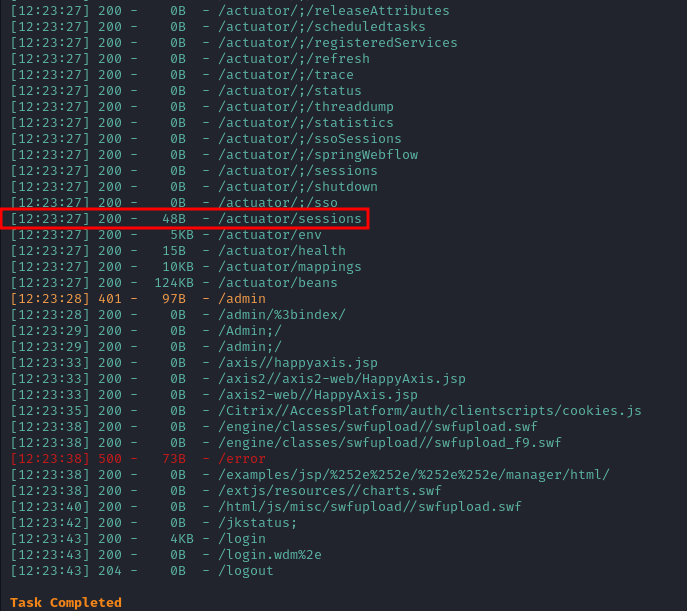 [12:23:27] 200 -    0B  - /actuator/;/releaseAttributes
[12:23:27] 200 -    0B  - /actuator/;/scheduledtasks
[12:23:27] 200 -    0B  - /actuator/;/registeredServices
[12:23:27] 200 -    0B  - /actuator/;/refresh
[12:23:27] 200 -    0B  - /actuator/;/trace
[12:23:27] 200 -    0B  - /actuator/;/status
[12:23:27] 200 -    0B  - /actuator/;/threaddump
[12:23:27] 200 -    0B  - /actuator/;/statistics
[12:23:27] 200 -    0B  - /actuator/;/ssoSessions
[12:23:27] 200 -    0B  - /actuator/;/springWebflow
[12:23:27] 200 -    0B  - /actuator/;/sessions
[12:23:27] 200 -    0B  - /actuator/;/shutdown
[12:23:27] 200 -    0B  - /actuator/;/sso
[12:23:27] 200 -   48B  - /actuator/sessions
[12:23:27] 200 -    5KB - /actuator/env
[12:23:27] 200 -   15B  - /actuator/health
[12:23:27] 200 -   10KB - /actuator/mappings
[12:23:27] 200 -  124KB - /actuator/beans
[12:23:28] 401 -   97B  - /admin
[12:23:28] 200 -    0B  - /admin/%3bindex/
[12:23:29] 200 -    0B  - /Admin;/
[12:23:29] 200 -    0B  - /admin;/
[12:23:33] 200 -    0B  - /axis//happyaxis.jsp
[12:23:33] 200 -    0B  - /axis2//axis2-web/HappyAxis.jsp
[12:23:33] 200 -    0B  - /axis2-web//HappyAxis.jsp
[12:23:35] 200 -    0B  - /Citrix//AccessPlatform/auth/clientscripts/cookies.js
[12:23:38] 200 -    0B  - /engine/classes/swfupload//swfupload.swf
[12:23:38] 200 -    0B  - /engine/classes/swfupload//swfupload_f9.swf
[12:23:38] 500 -   73B  - /error
[12:23:38] 200 -    0B  - /examples/jsp/%252e%252e/%252e%252e/manager/html/
[12:23:38] 200 -    0B  - /extjs/resources//charts.swf
[12:23:40] 200 -    0B  - /html/js/misc/swfupload//swfupload.swf
[12:23:42] 200 -    0B  - /jkstatus;
[12:23:43] 200 -    4KB - /login
[12:23:43] 200 -    0B  - /login.wdm%2e
[12:23:43] 204 -    0B  - /logout
Task Completed